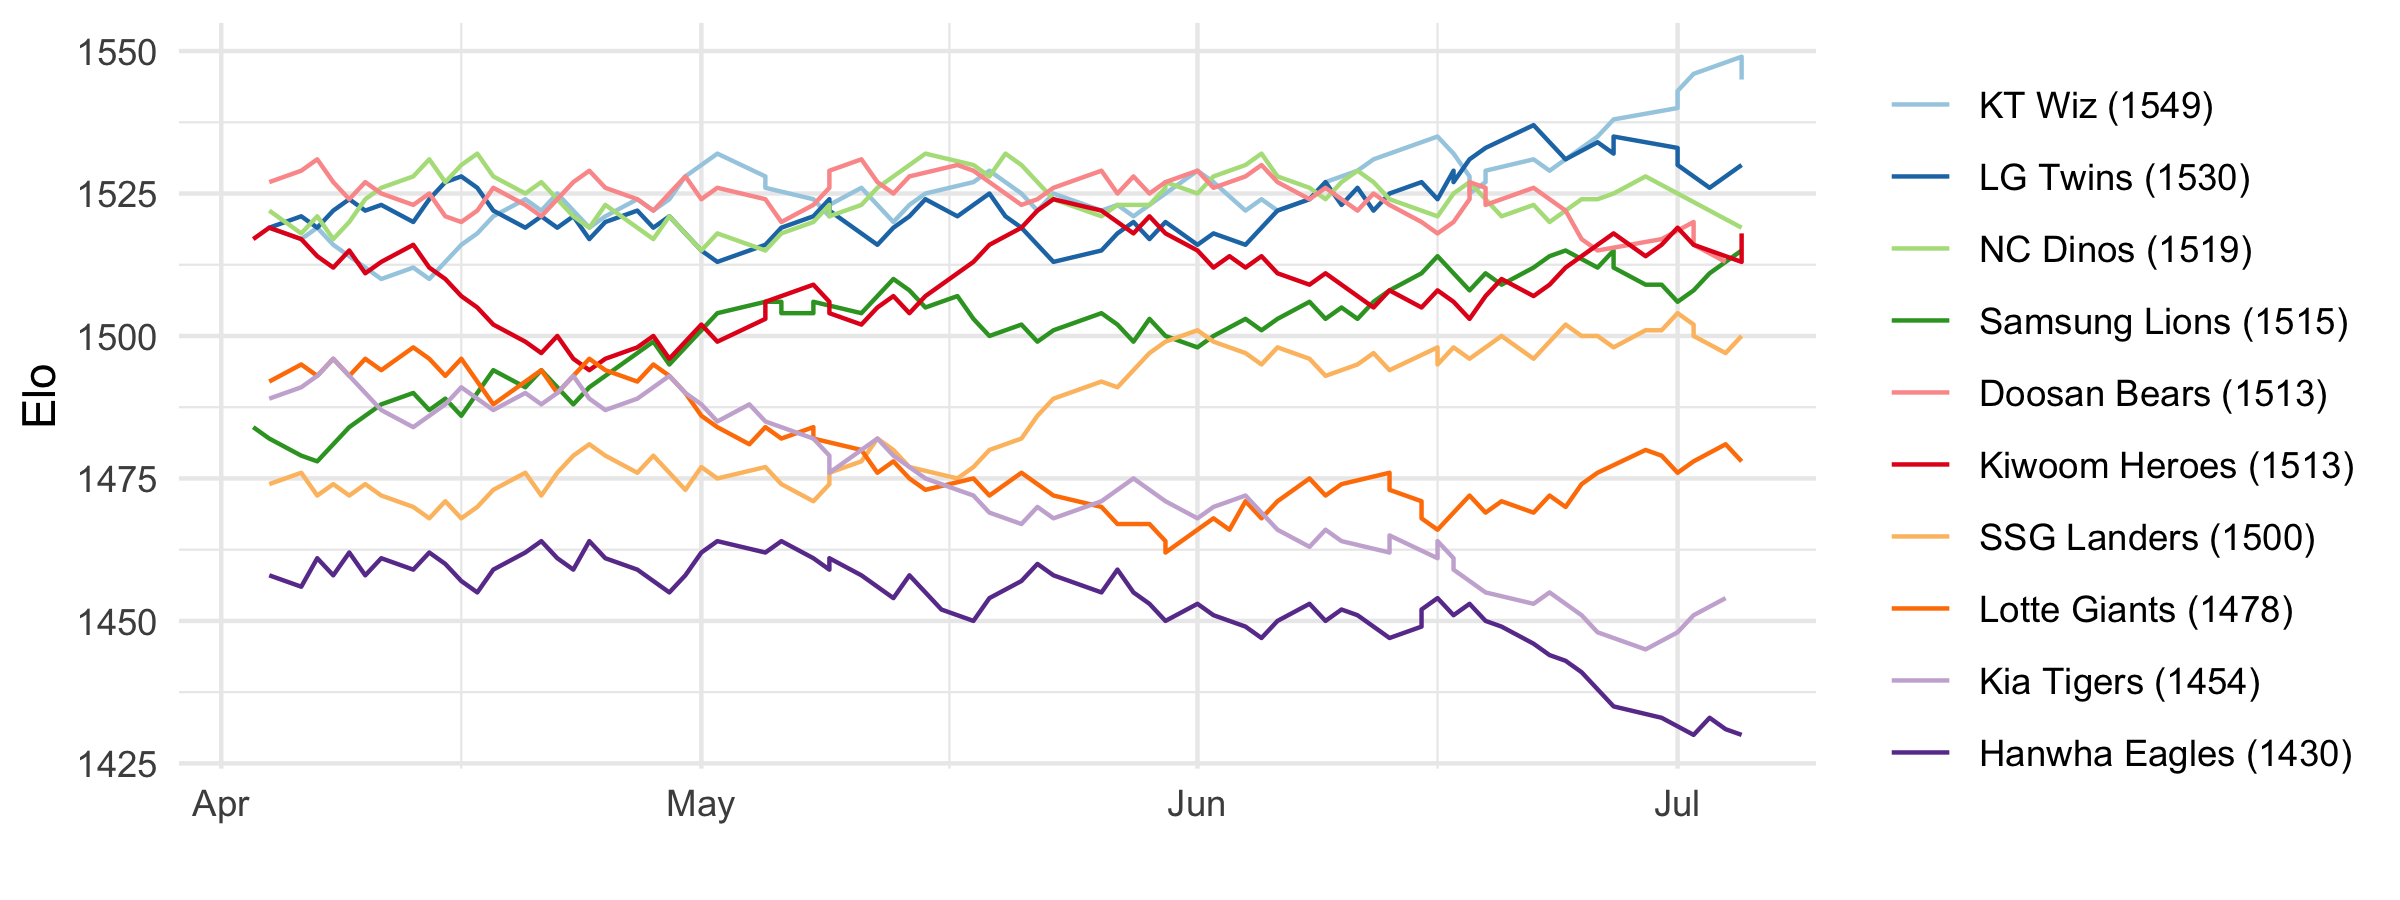 1550
1525
1500
1475
1450
1425
Elo
Apr
May
Jun
Jul
KT Wiz (1549)
LG Twins (1530)
NC Dinos (1519)
Samsung Lions (1515)
Doosan Bears (1513)
Kiwoom Heroes (1513)
SSG Landers (1500)
Lotte Giants (1478)
Kia Tigers (1454)
Hanwha Eagles (1430)